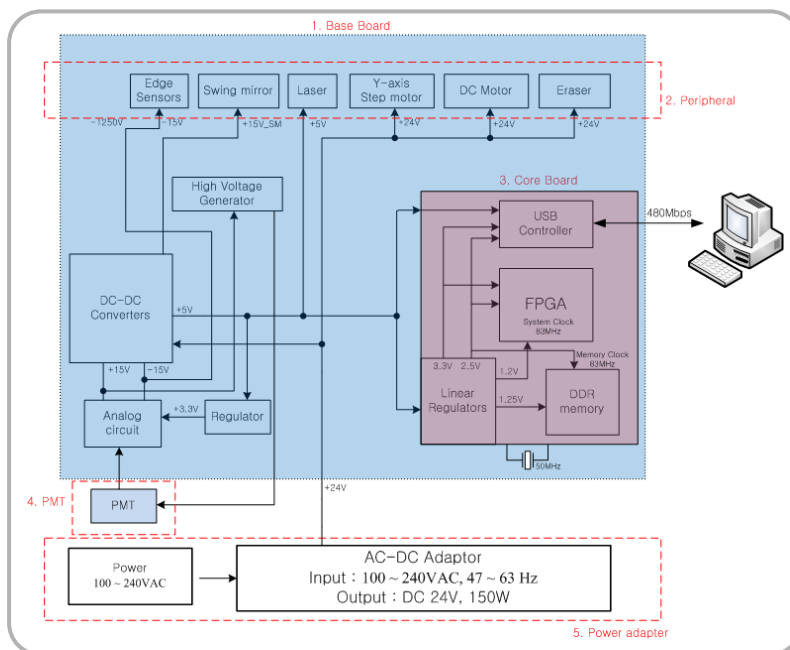 1. Base Board
Edge
Sensors
Swing mirror
Laser
Y-axis
Step motor
DC Motor
Eraser
2. Peripheral
-1250V
-15V
+15V_SM
+5V
+24V
+24V
+24V
High Voltage
Generator
3. Core Board
USB
Controller
480Mbps
DC-DC
Converters
+5V
FPGA
System Clock
83MHz
+15V
-15V
3.3V
2.5V
Memory Clock
83MHz
1.2V
Linear
Regulators
1.25V
DDR
memory
Analog
circuit
+3.3V
Regulator
50MHz
+24V
4. PMT
PMT
Power
100 ~ 240VAC
AC-DC Adaptor
Input : 100 ~ 240VAC, 47 ~ 63 Hz
Output : DC 24V, 150W
5. Power adapter